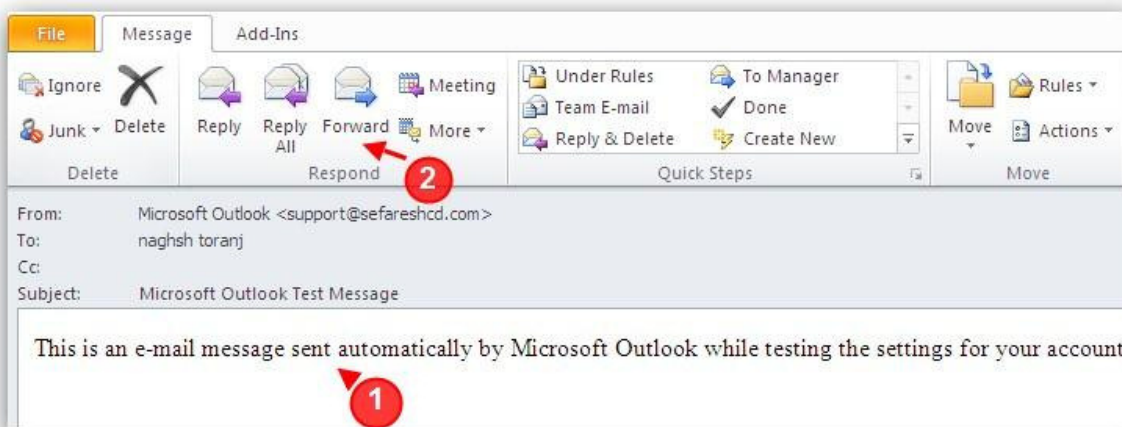 File Message Add-Ins
Ignore
Junk
Delete
Reply
Reply All
Forward
Meeting
More
Under Rules
Team E-mail
Reply & Delete
To Manager
Done
Create New
Move
Rules
Actions
Delete
Respond
2
Quick Steps
Move
From: Microsoft Outlook <support@sefareshcd.com>
To: naghsh toranj
Cc:
Subject: Microsoft Outlook Test Message
This is an e-mail message sent automatically by Microsoft Outlook while testing the settings for your account
1